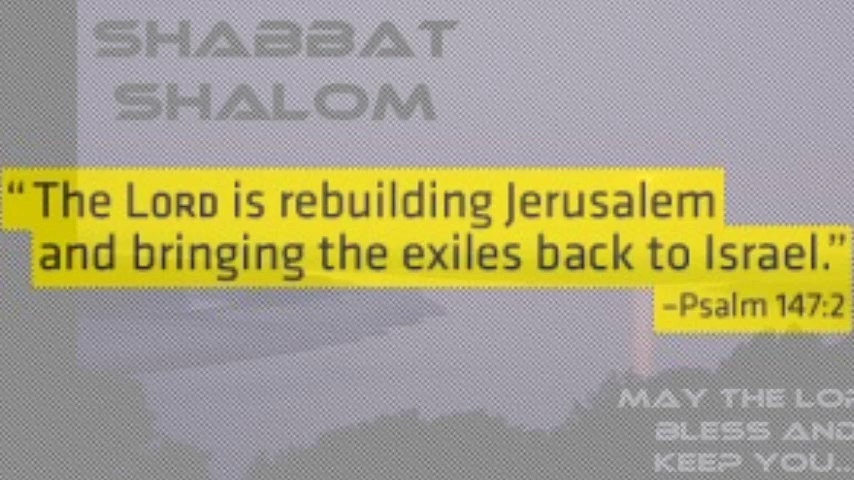 SHABBAT
SHALOM
“The LORD is rebuilding Jerusalem
and bringing the exiles back to Israel.”
–Psalm 147:2
MAY THE LOR
BLESS AND
KEEP YOU...